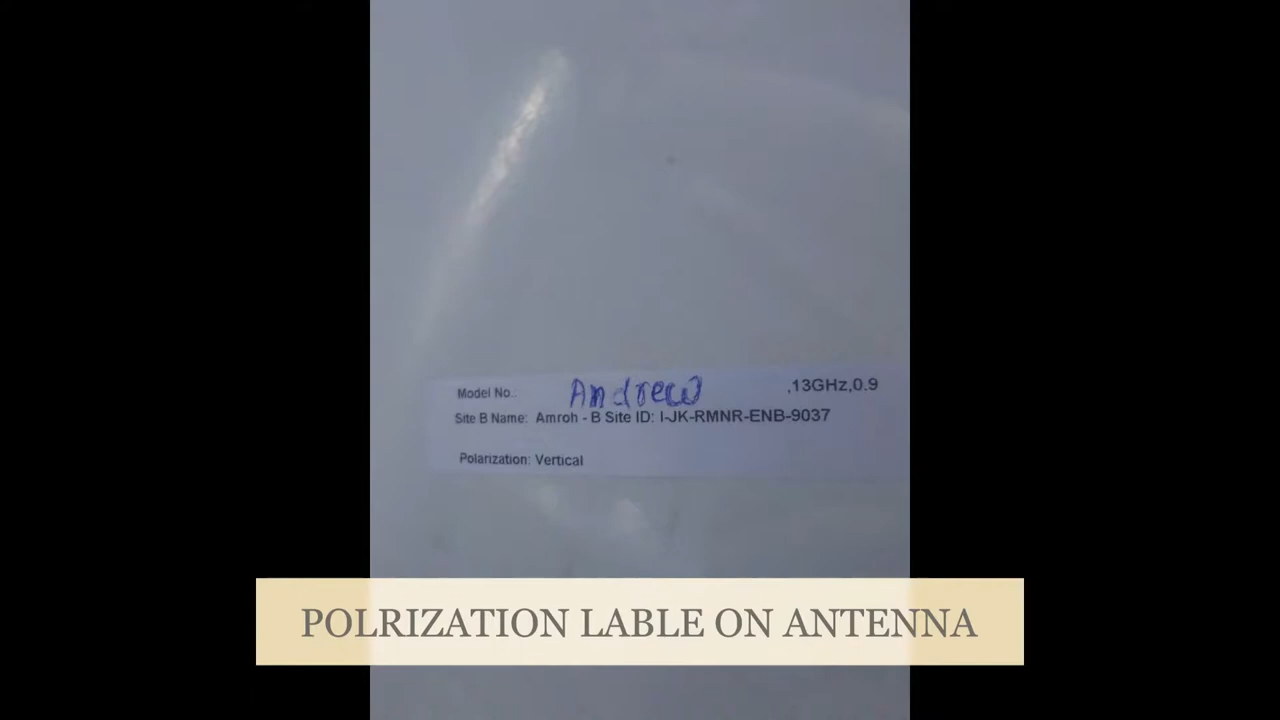 Model No.. Andrew ,13GHz,0.9
Site B Name: Amroh - B Site ID: I-JK-RMNR-ENB-9037
Polarization: Vertical
POLRIZATION LABLE ON ANTENNA